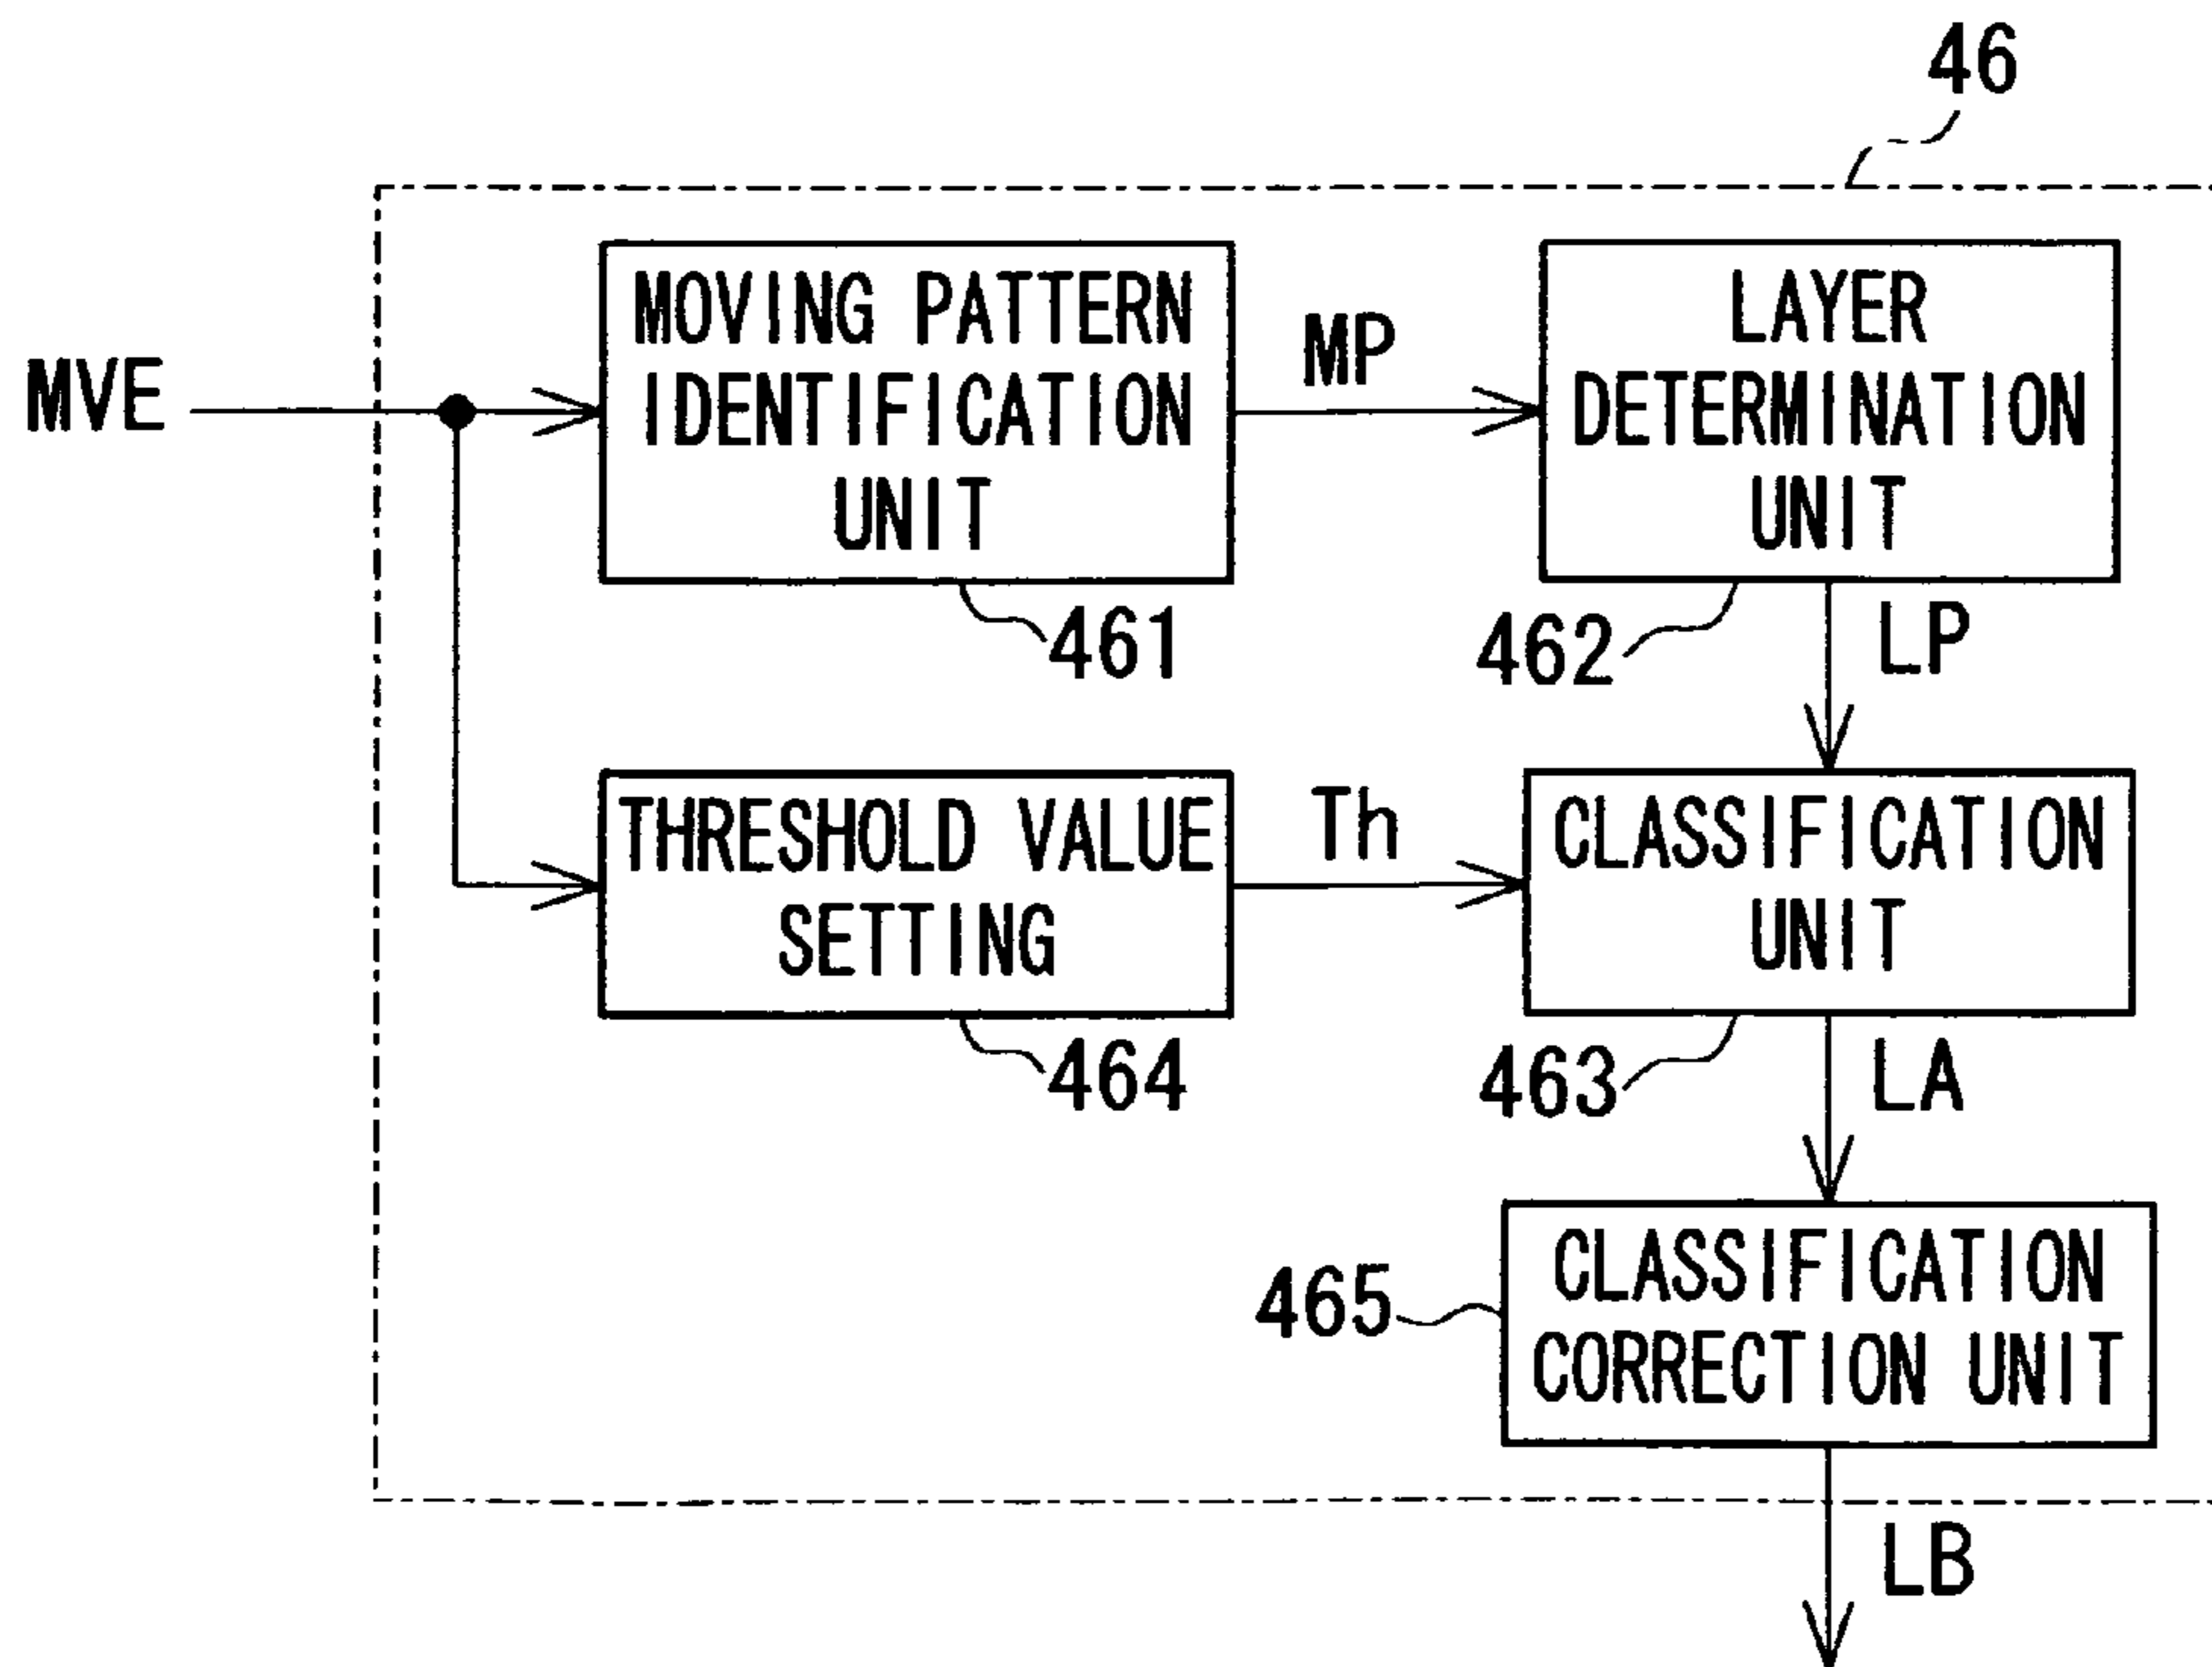 46
MOVING PATTERN
IDENTIFICATION
UNIT
LAYER
DETERMINATION
UNIT
MVE
MP
461
462
LP
THRESHOLD VALUE
SETTING
Th
CLASSIFICATION
UNIT
464
463
LA
465
CLASSIFICATION
CORRECTION UNIT
LB